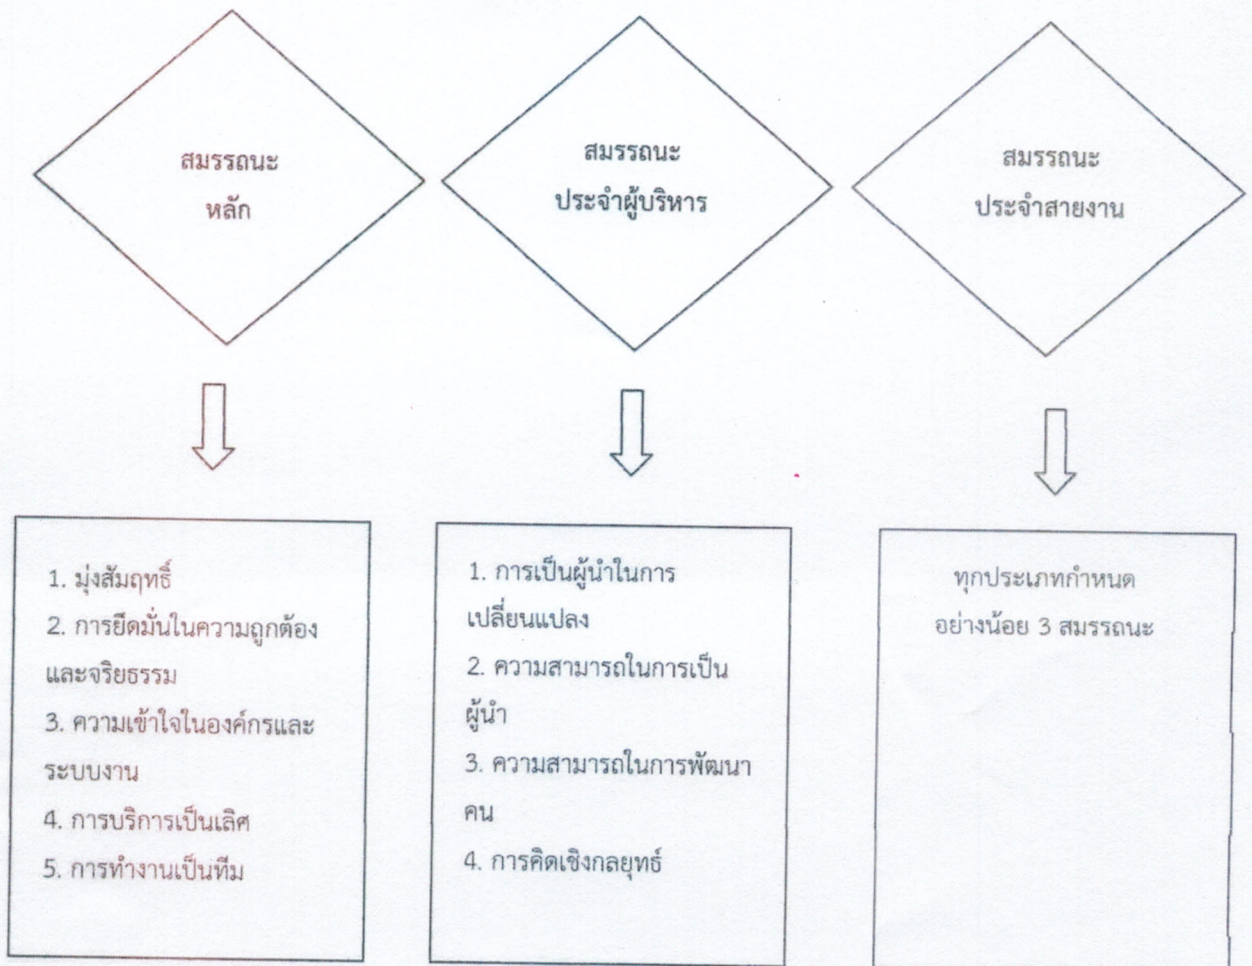 สมรรถนะ
หลัก
สมรรถนะ
ประจำผู้บริหาร
สมรรถนะ
ประจำสายงาน
1. มุ่งสัมฤทธิ์
2. การยึดมั่นในความถูกต้อง
และจริยธรรม
3. ความเข้าใจในองค์กรและ
ระบบงาน
4. การบริการเป็นเลิศ
5. การทำงานเป็นทีม
1. การเป็นผู้นำในการ
เปลี่ยนแปลง
2. ความสามารถในการเป็น
ผู้นำ
3. ความสามารถในการพัฒนา
คน
4. การคิดเชิงกลยุทธ์
ทุกประเภทกำหนด
อย่างน้อย 3 สมรรถนะ